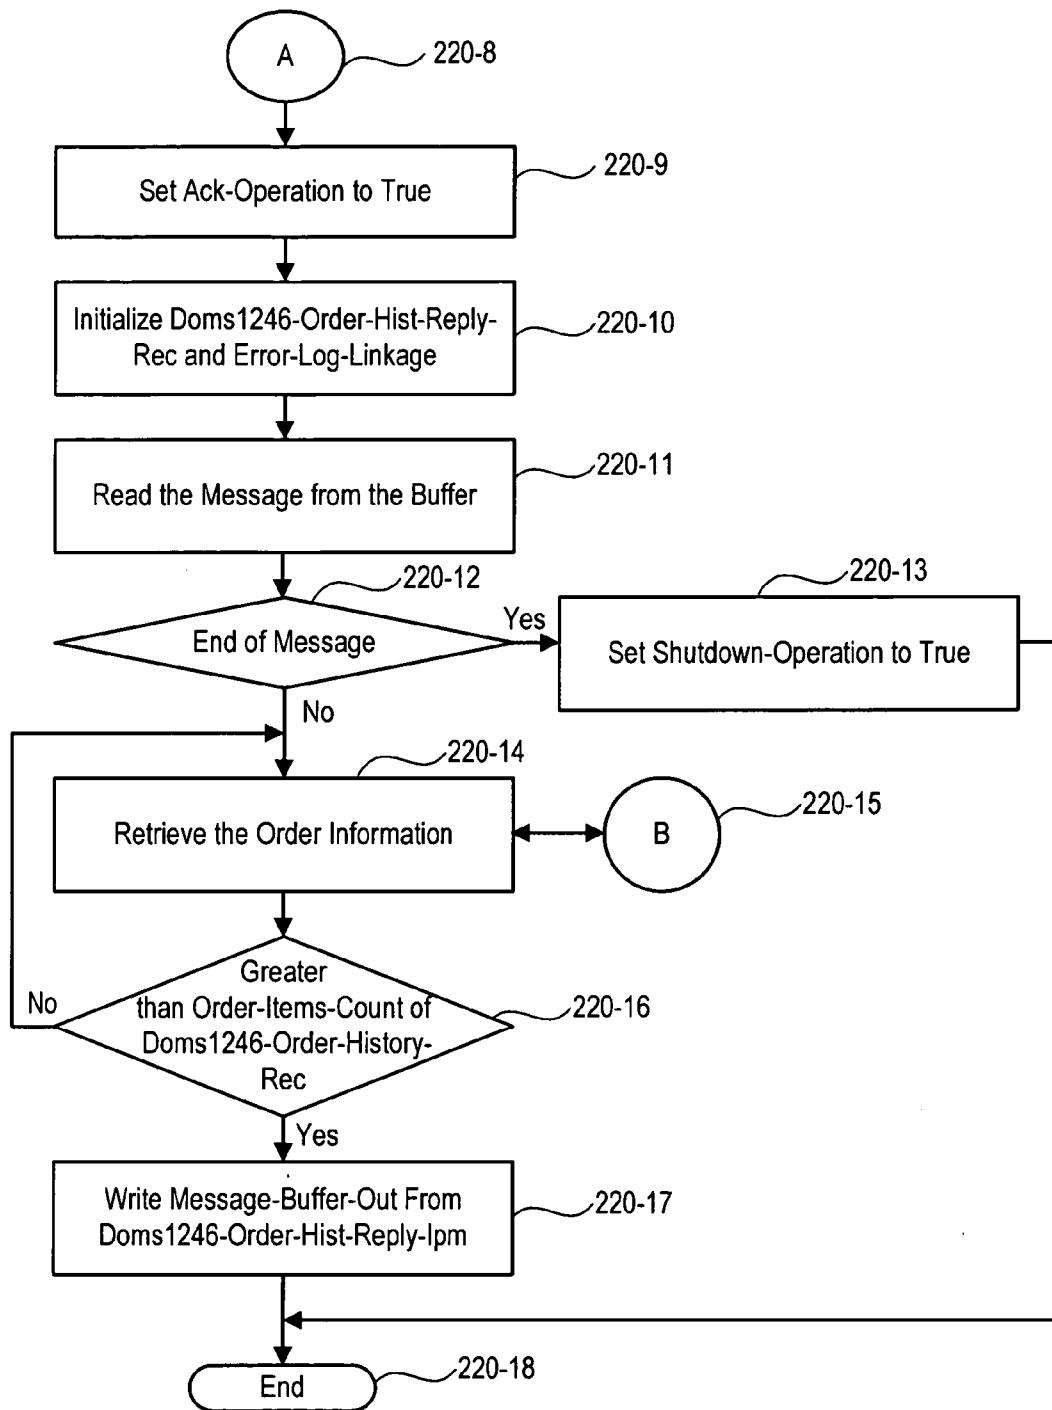 A
220-8
220-9
Set Ack-Operation to True
Initialize Doms1246-Order-Hist-Reply-
Rec and Error-Log-Linkage
220-10
220-11
Read the Message from the Buffer
220-12
End of Message
Yes
220-13
Set Shutdown-Operation to True
No
220-14
Retrieve the Order Information
B
220-15
Greater
than Order-Items-Count of
Doms1246-Order-History-
Rec
No
220-16
Yes
Write Message-Buffer-Out From
Doms1246-Order-Hist-Reply-Ipm
220-17
End
220-18